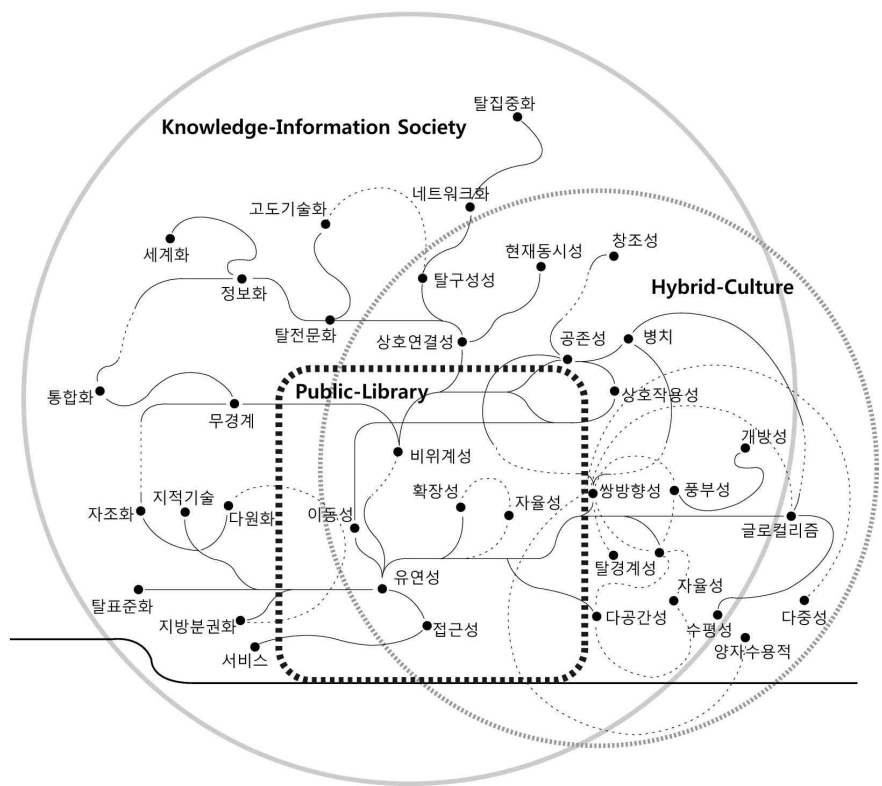 탈집중화
Knowledge-Information Society
네트워크화
고도기술화
현재동시성
창조성
세계화
정보화
탈구성성
Hybrid-Culture
탈전문화
상호연결성
공존성
병치
Public-Library
통합화
무경계
상호작용성
비위계성
개방성
지적기술
확장성
자율성
쌍방향성
풍부성
자조화
다원화
이동성
글로컬리즘
탈경계성
유연성
자율성
탈표준화
지방분권화
접근성
다공간성
수평성
다중성
서비스
양자수용적